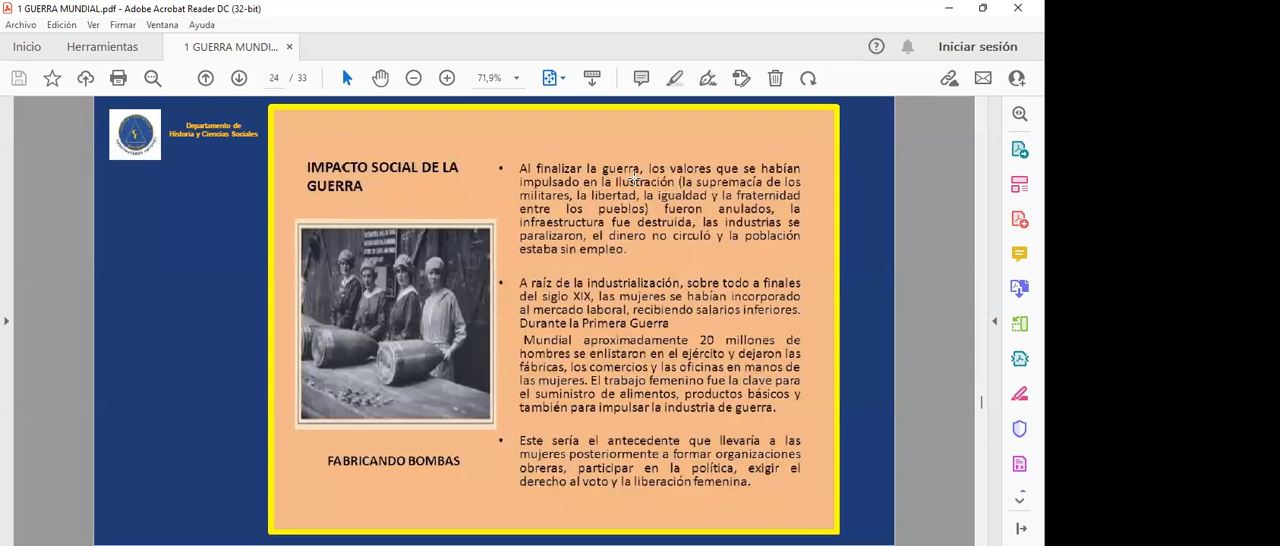 1 GUERRA MUNDIAL.pdf - Adobe Acrobat Reader DC (32-bit)
Archivo Edición Ver Firmar Ventana Ayuda
Inicio Herramientas 1 GUERRA MUNDI... ×
Iniciar sesión
24 / 33 71,9%
Departamento de
Historia y Ciencias Sociales
IMPACTO SOCIAL DE LA
GUERRA
FABRICANDO BOMBAS
• Al finalizar la guerra, los valores que se habían
impulsado en la Ilustración (la supremacía de los
militares, la libertad, la igualdad y la fraternidad
entre los pueblos) fueron anulados, la
infraestructura fue destruida, las industrias se
paralizaron, el dinero no circuló y la población
estaba sin empleo.
• A raíz de la industrialización, sobre todo a finales
del siglo XIX, las mujeres se habían incorporado
al mercado laboral, recibiendo salarios inferiores.
Durante la Primera Guerra
Mundial aproximadamente 20 millones de
hombres se enlistaron en el ejército y dejaron las
fábricas, los comercios y las oficinas en manos de
las mujeres. El trabajo femenino fue la clave para
el suministro de alimentos, productos básicos y
también para impulsar la industria de guerra.
• Este sería el antecedente que llevaría a las
mujeres posteriormente a formar organizaciones
obreras, participar en la política, exigir el
derecho al voto y la liberación femenina.